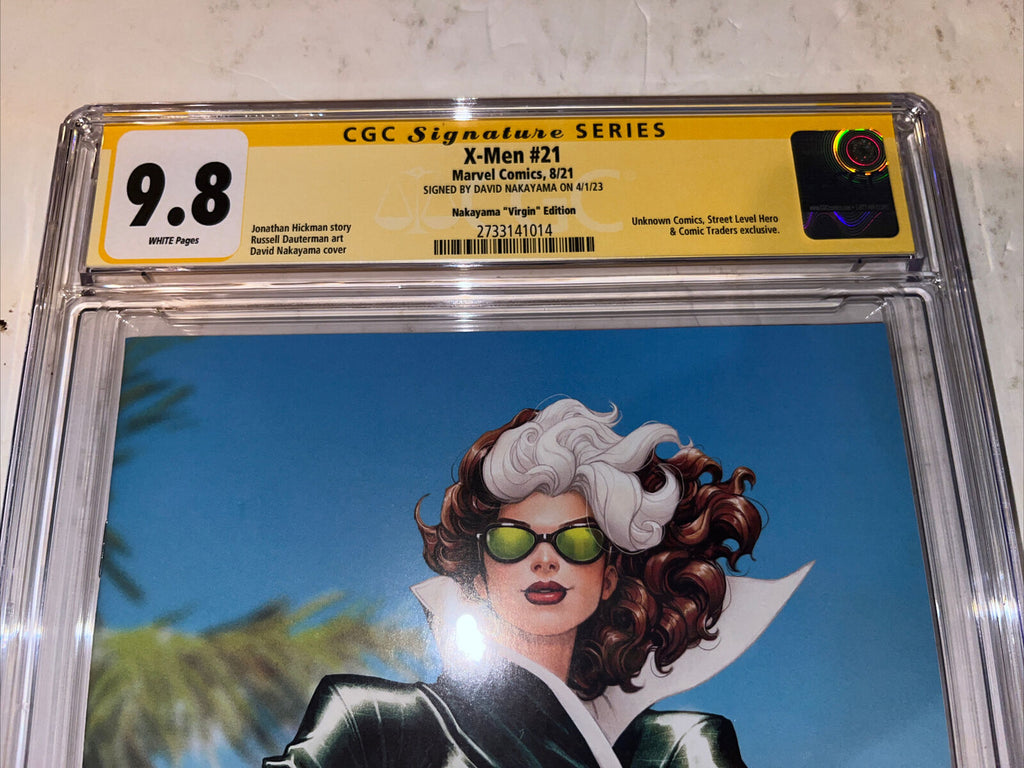 CGC Signature SERIES
9.8
WHITE Pages
X-Men #21
Marvel Comics, 8/21
SIGNED BY DAVID NAKAYAMA ON 4/1/23
Nakayama "Virgin" Edition
2733141014
Jonathan Hickman story
Russell Dauterman art
David Nakayama cover
Unknown Comics, Street Level Hero
& Comic Traders exclusive.